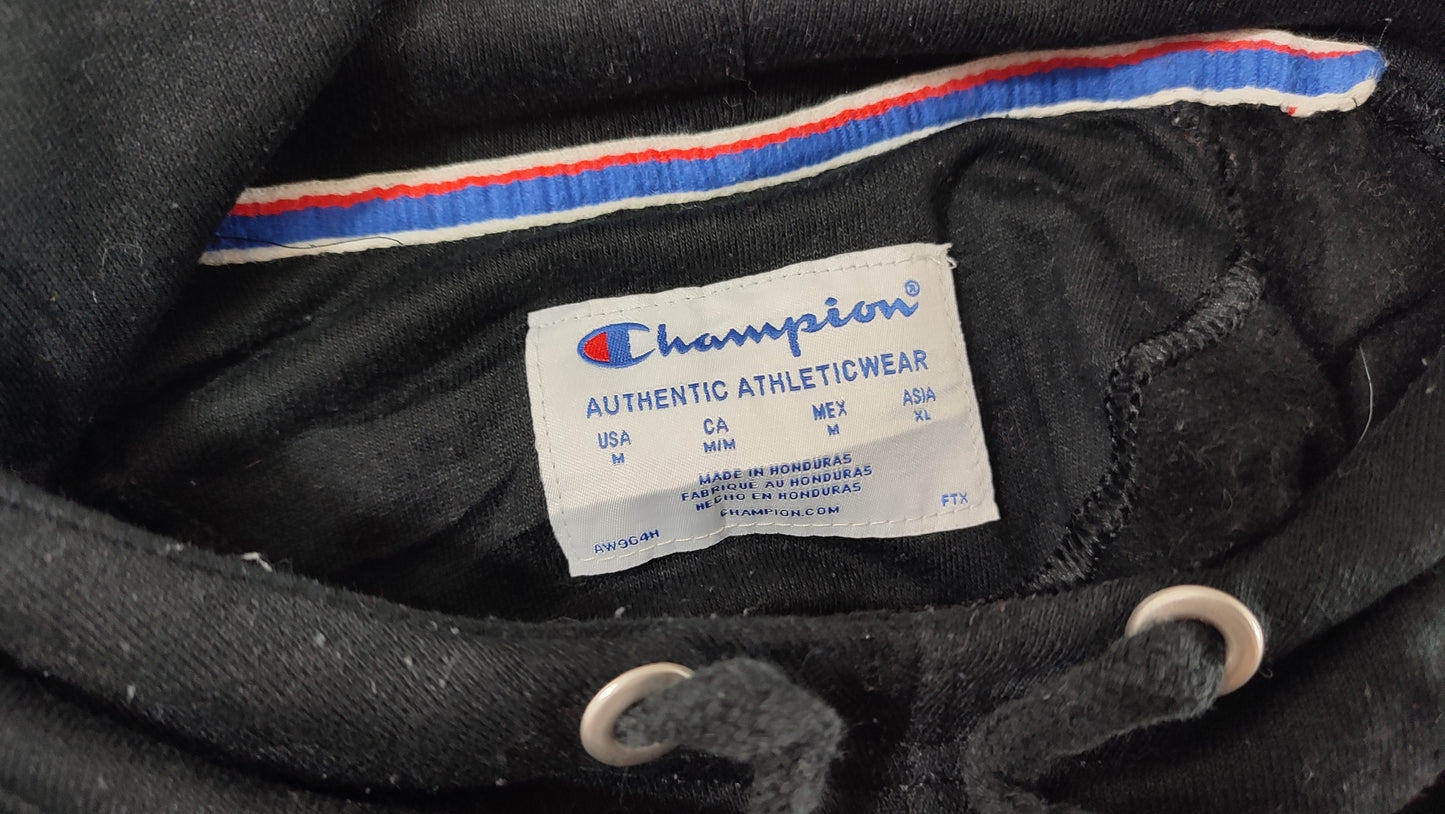 Champion®
AUTHENTIC ATHLETICWEAR
USA CA MEX ASIA
M M/M M XL
MADE IN HONDURAS
FABRIQUE AU HONDURAS
HECHO EN HONDURAS
CHAMPION.COM
AW964H FTX